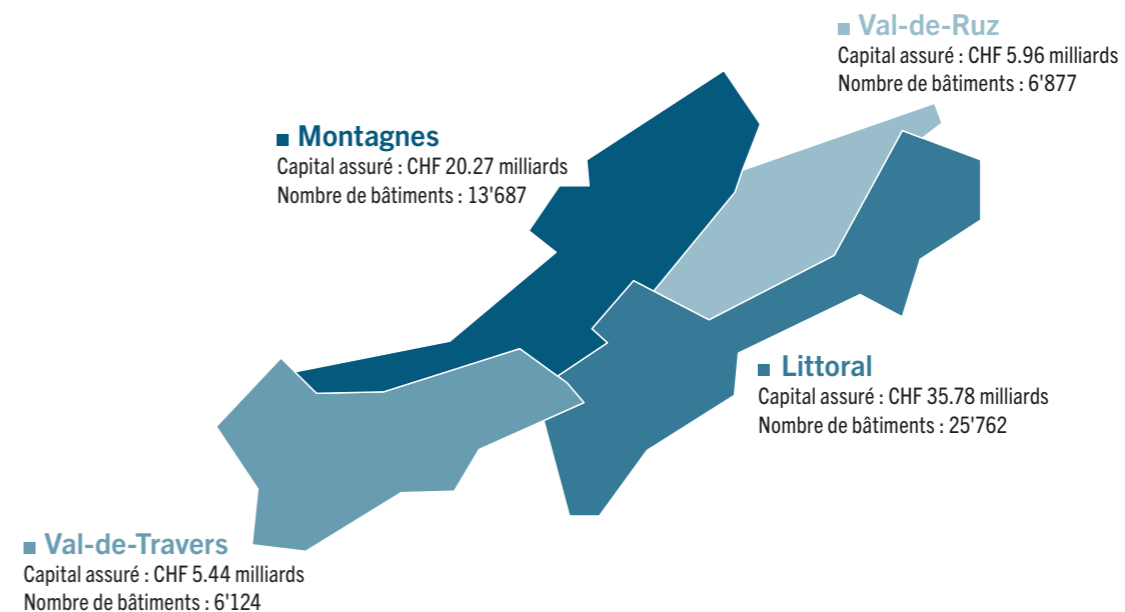 Val-de-Ruz
Capital assuré : CHF 5.96 milliards
Nombre de bâtiments : 6'877
Montagnes
Capital assuré : CHF 20.27 milliards
Nombre de bâtiments : 13'687
Littoral
Capital assuré : CHF 35.78 milliards
Nombre de bâtiments : 25'762
Val-de-Travers
Capital assuré : CHF 5.44 milliards
Nombre de bâtiments : 6'124